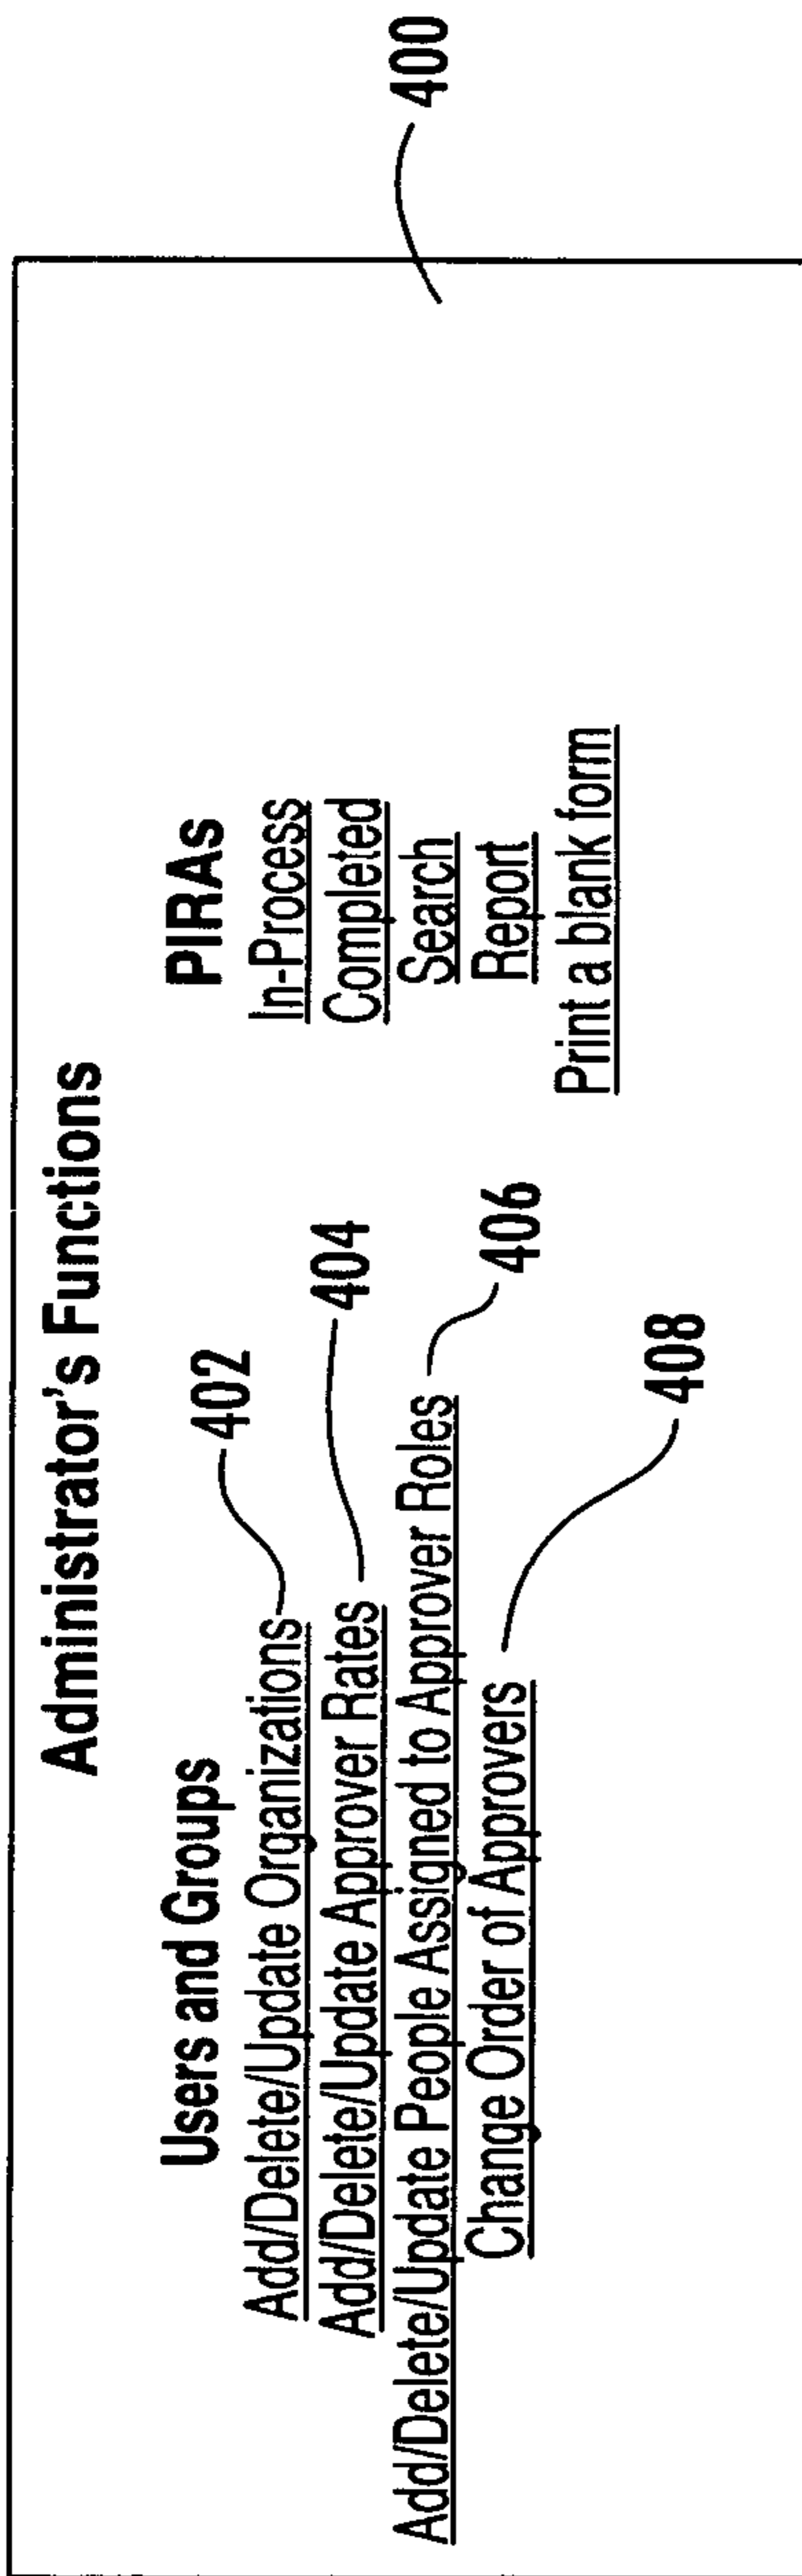 Administrator's Functions
Users and Groups
Add/Delete/Update Organizations
402
Add/Delete/Update Approver Rates
404
Add/Delete/Update People Assigned to Approver Roles
406
Change Order of Approvers
408
PIRAs
In-Process
Completed
Search
Report
Print a blank form
400